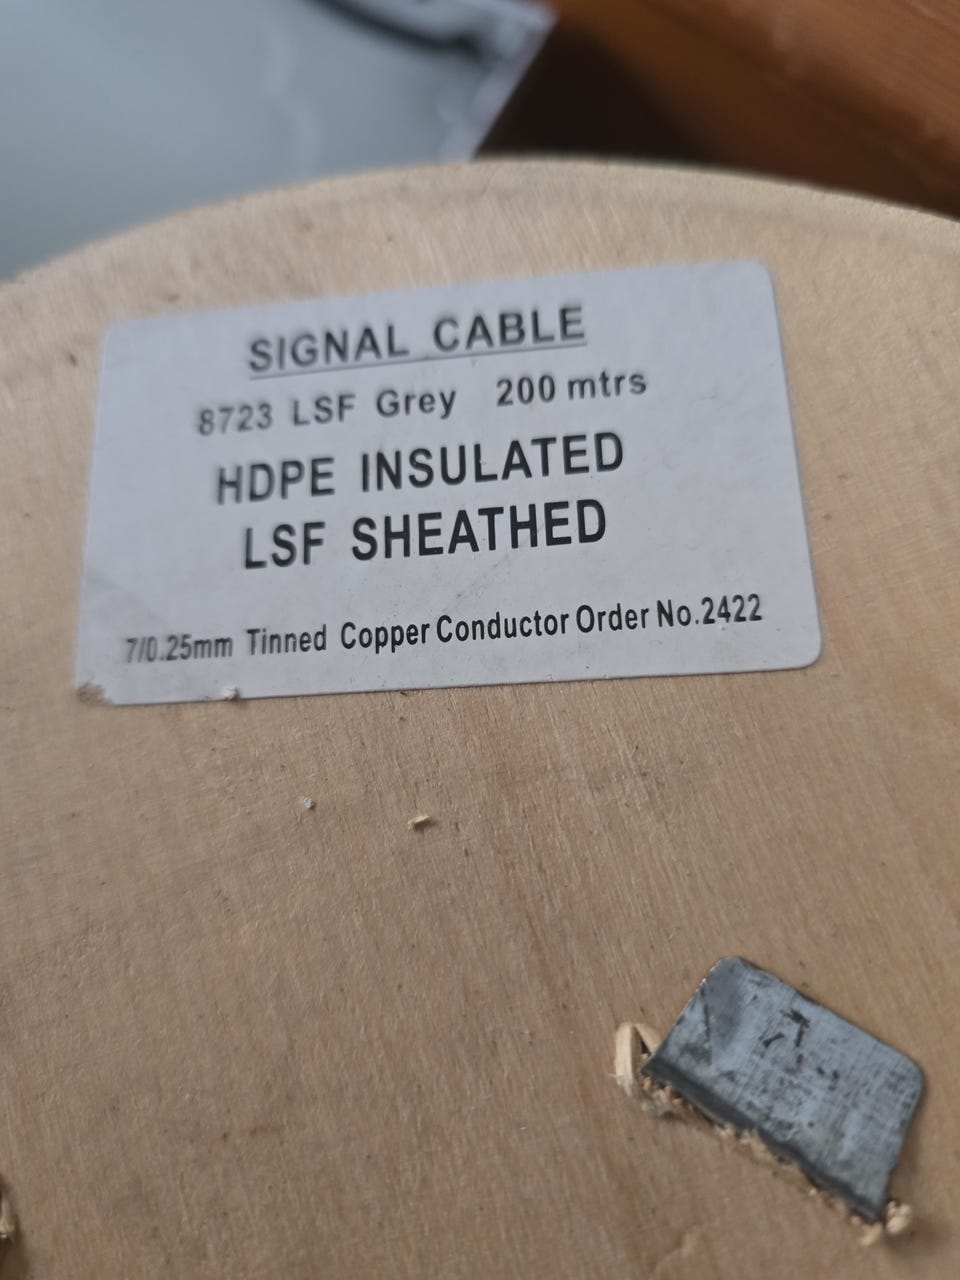 SIGNAL CABLE
8723 LSF Grey 200 mtrs
HDPE INSULATED
LSF SHEATHED
7/0.25mm Tinned Copper Conductor Order No.2422